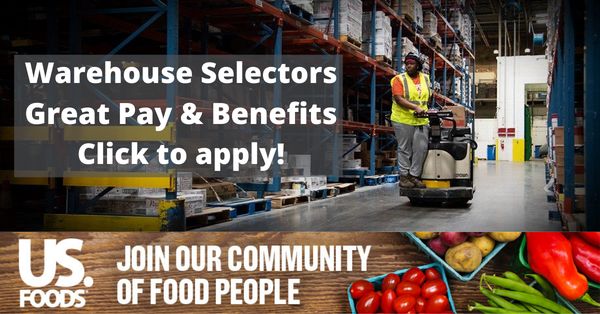 Warehouse Selectors
Great Pay & Benefits
Click to apply!
US.
FOODS®
JOIN OUR COMMUNITY
OF FOOD PEOPLE